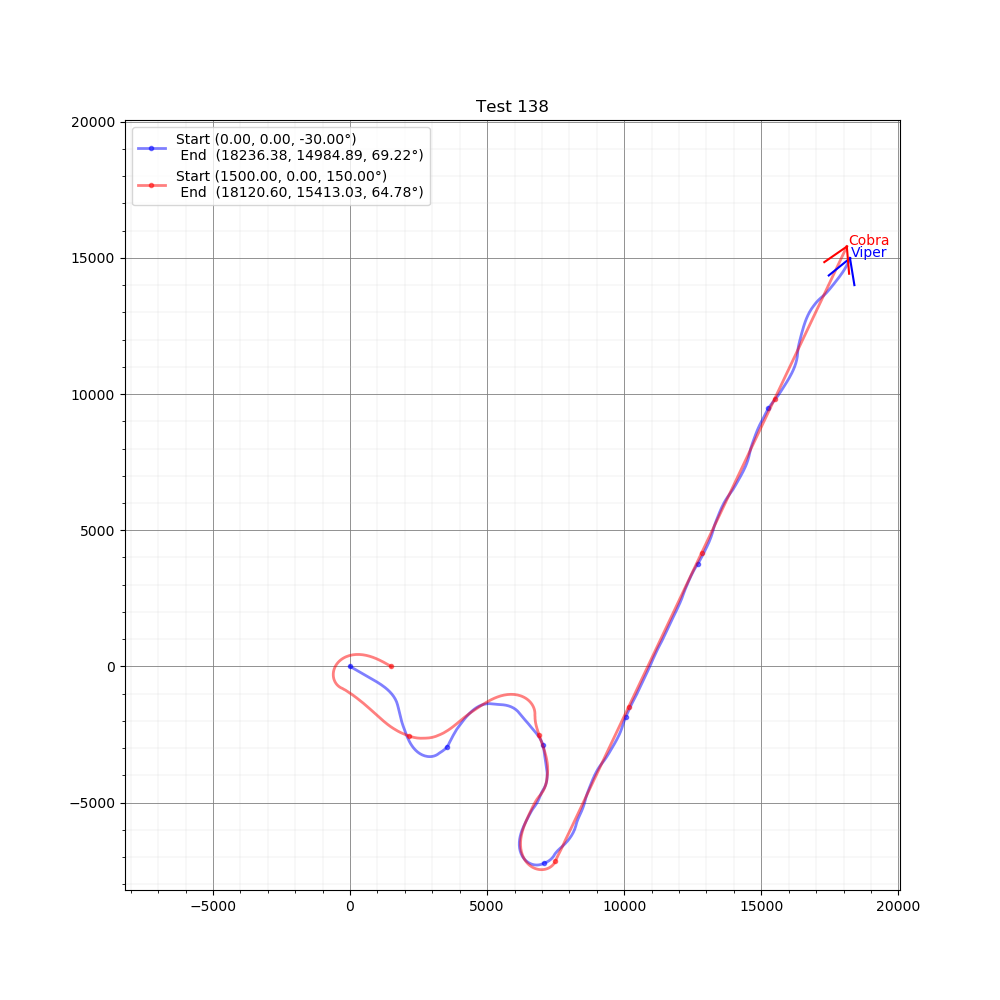 Test 138
Start (0.00, 0.00, -30.00°)
End  (18236.38, 14984.89, 69.22°)
Start (1500.00, 0.00, 150.00°)
End  (18120.60, 15413.03, 64.78°)
Cobra
Viper
20000
15000
10000
5000
0
−5000
−5000
0
5000
10000
15000
20000